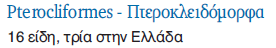 Pterocliformes - Πτεροκλειδόμορφα
16 είδη, τρία στην Ελλάδα